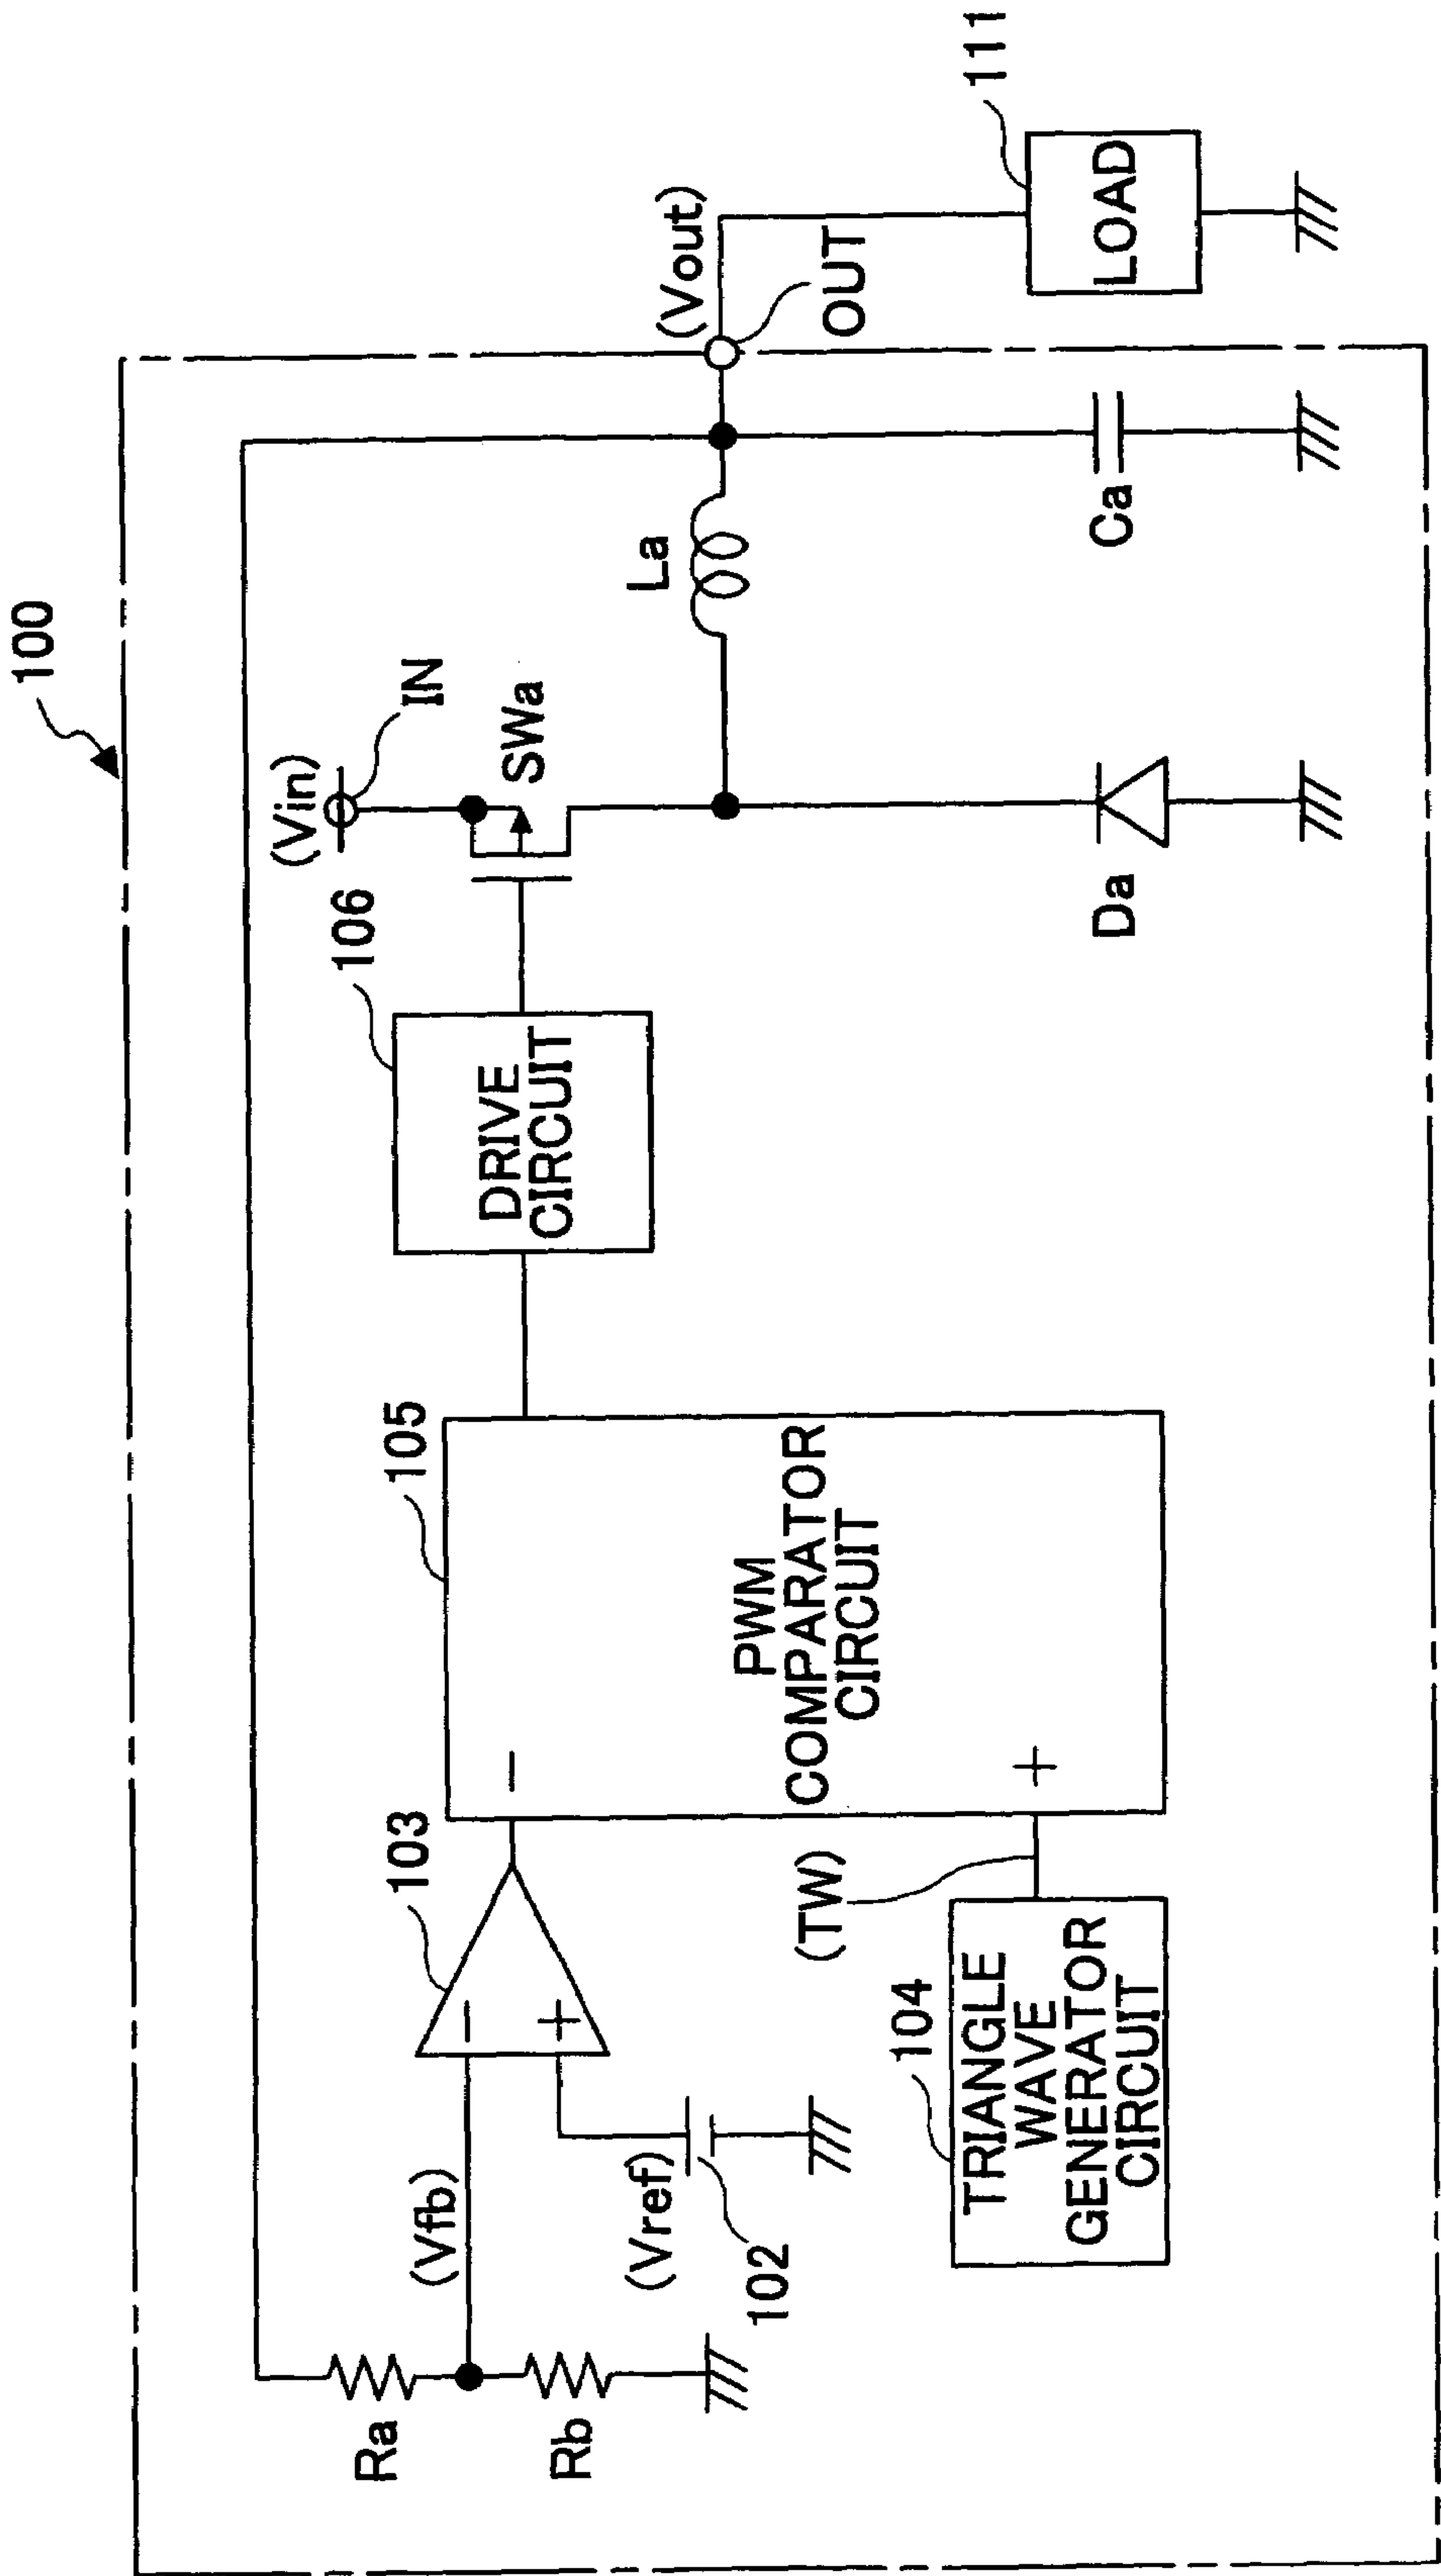 100
(Vin)
IN
SWa
La
(Vout)
OUT
111
LOAD
Ca
Da
106
DRIVE
CIRCUIT
105
PWM
COMPARATOR
CIRCUIT
−
+
103
−
+
(TW)
104
TRIANGLE
WAVE
GENERATOR
CIRCUIT
(Vfb)
(Vref)
102
Ra
Rb